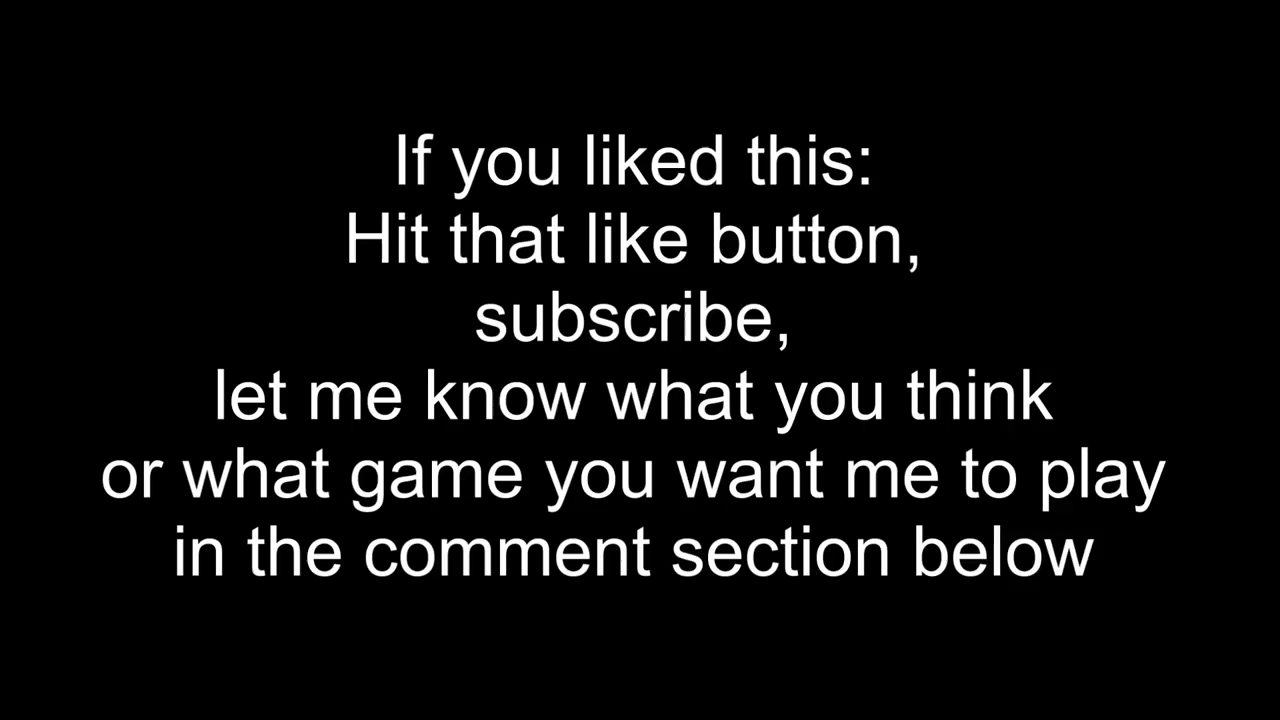 If you liked this:
Hit that like button,
subscribe,
let me know what you think
or what game you want me to play
in the comment section below